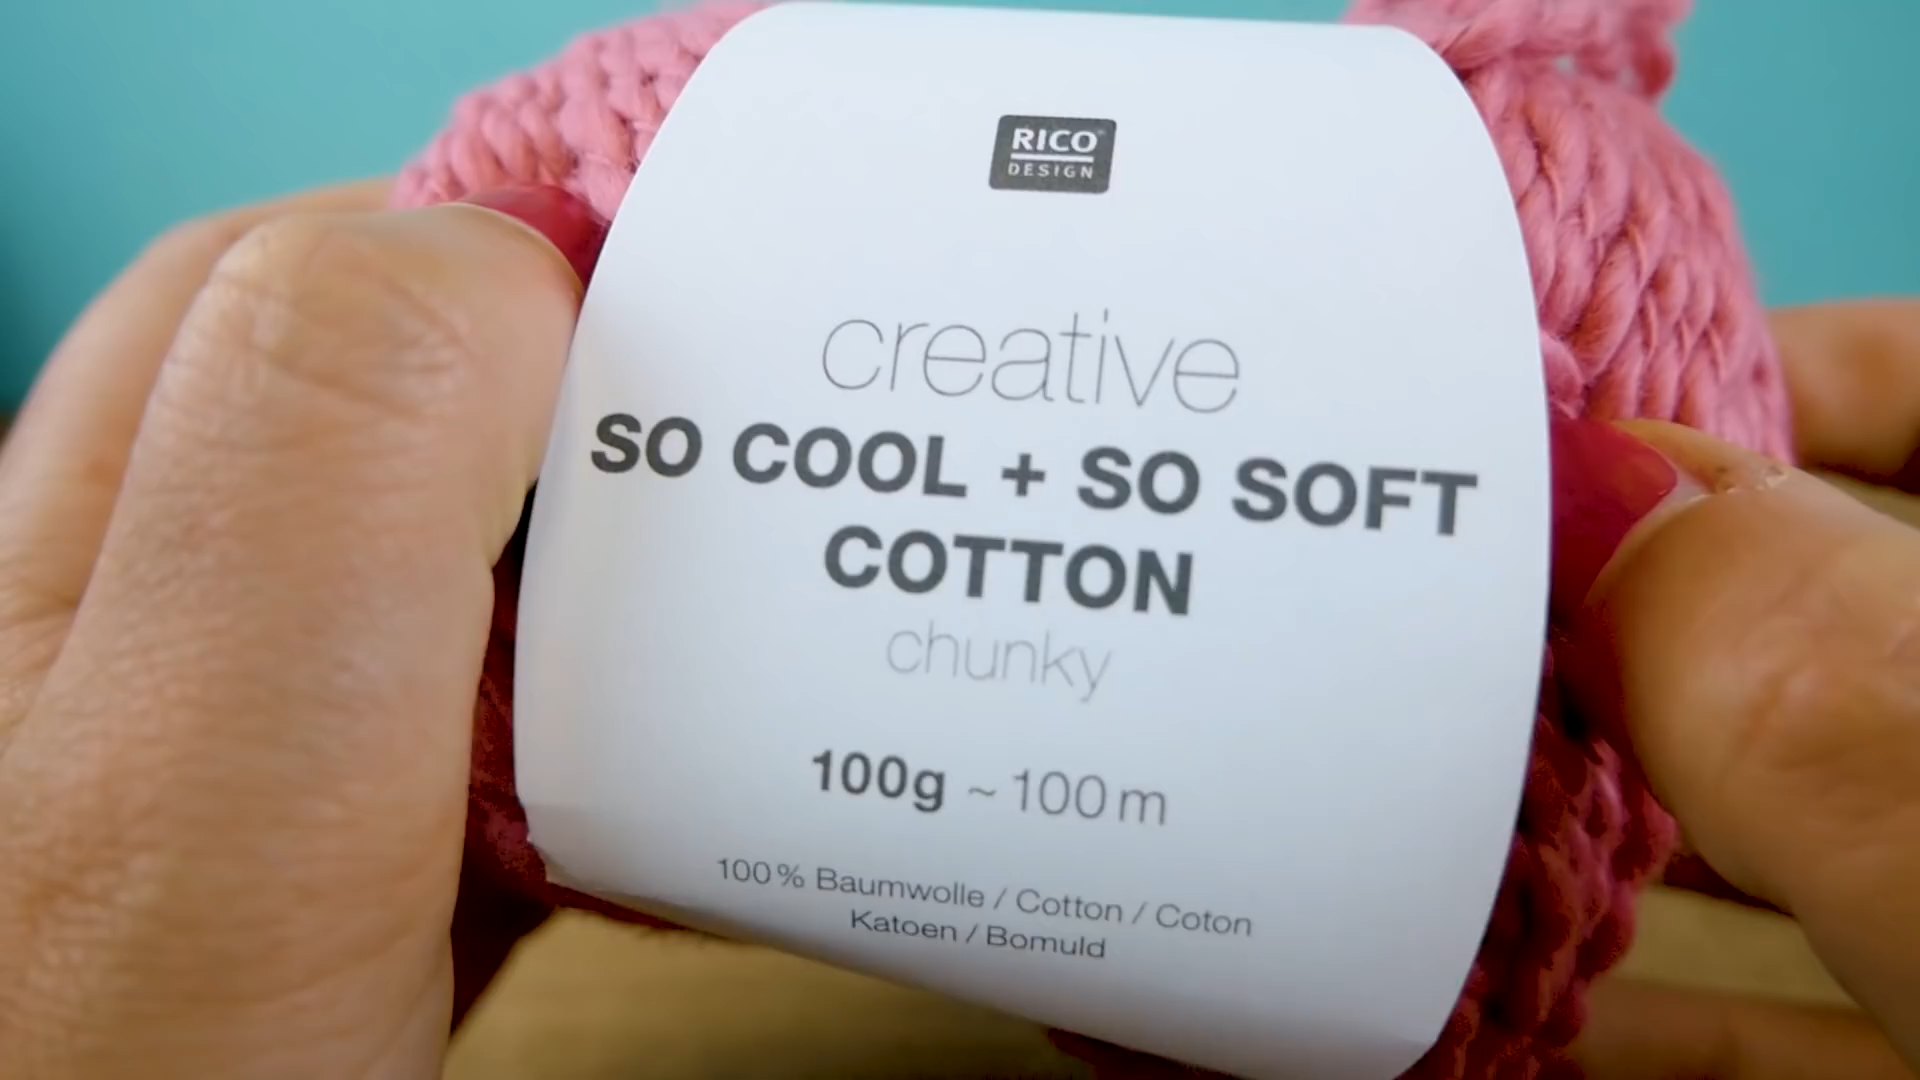 RICO
DESIGN
creative
SO COOL + SO SOFT
COTTON
chunky
100g ~ 100 m
100 % Baumwolle / Cotton / Coton
Katoen / Bomuld